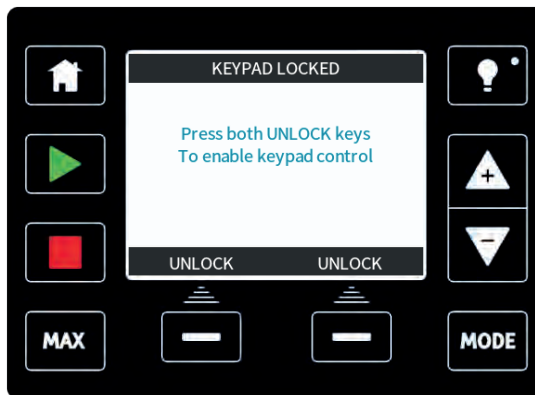 KEYPAD LOCKED
Press both UNLOCK keys
To enable keypad control
UNLOCK UNLOCK
MAX
MODE